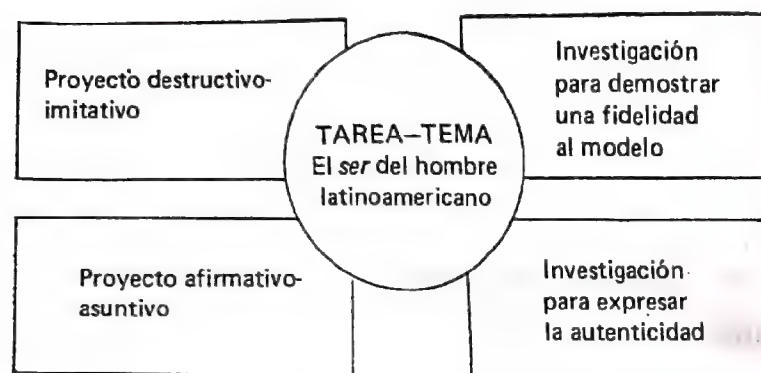 Proyecto destructivo-
imitativo
Investigación
para demostrar
una fidelidad
al modelo
TAREA—TEMA
El ser del hombre
latinoamericano
Proyecto afirmativo-
asuntivo
Investigación
para expresar
la autenticidad